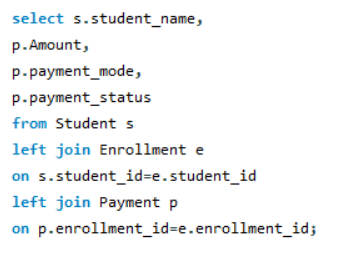 select s.student_name,
p.Amount,
p.payment_mode,
p.payment_status
from Student s
left join Enrollment e
on s.student_id=e.student_id
left join Payment p
on p.enrollment_id=e.enrollment_id;